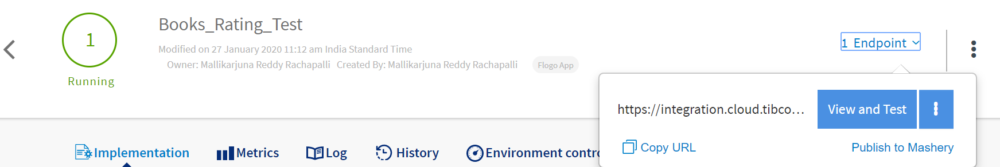 1
Running
Books_Rating_Test
Modified on 27 January 2020 11:12 am India Standard Time
Owner: Mallikarjuna Reddy Rachapalli Created By: Mallikarjuna Reddy Rachapalli Flogo App
1 Endpoint
https://integration.cloud.tibco… View and Test
Copy URL Publish to Mashery
Implementation Metrics Log History Environment contro